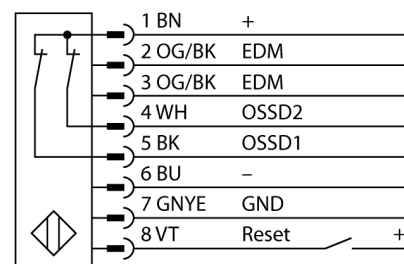 1 BN +
2 OG/BK EDM
3 OG/BK EDM
4 WH OSSD2
5 BK OSSD1
6 BU –
7 GNYE GND
8 VT Reset +